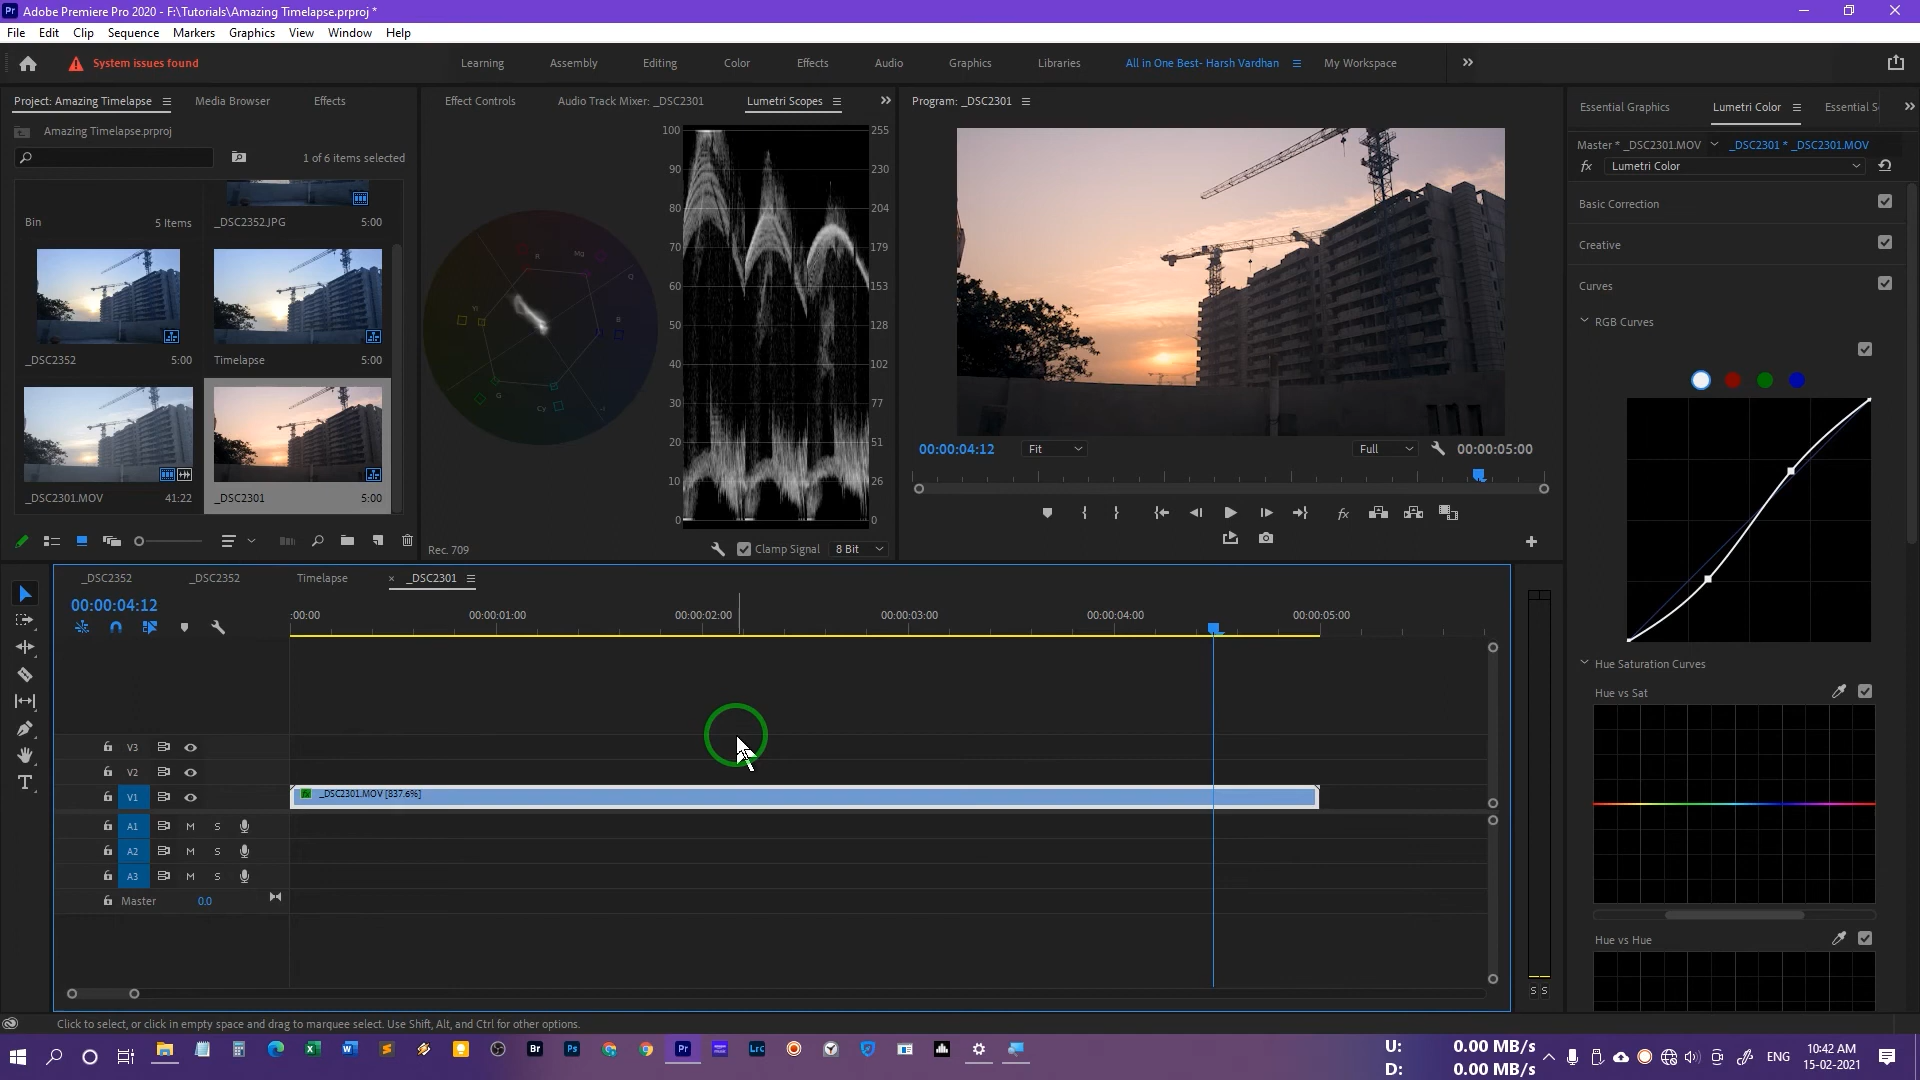 Adobe Premiere Pro 2020 - F:\Tutorials\Amazing Timelapse.prproj *
File Edit Clip Sequence Markers Graphics View Window Help
System issues found
Learning Assembly Editing Color Effects Audio Graphics Libraries All in One Best- Harsh Vardhan My Workspace
Project: Amazing Timelapse Media Browser Effects
Amazing Timelapse.prproj
1 of 6 items selected
Bin 5 Items
_DSC2352.JPG 5:00
_DSC2352 5:00
Timelapse 5:00
_DSC2301.MOV 41:22
_DSC2301 5:00
Effect Controls Audio Track Mixer: _DSC2301 Lumetri Scopes
100 255
90 230
80 204
70 179
60 153
50 128
40 102
30 77
20 51
10 26
0 0
R Mg B Cy G Yl
Rec. 709
Clamp Signal 8 Bit
Program: _DSC2301
00:00:04:12 Fit Full 00:00:05:00
Essential Graphics Lumetri Color Essential S
Master * _DSC2301.MOV _DSC2301 * _DSC2301.MOV
fx Lumetri Color
Basic Correction
Creative
Curves
RGB Curves
Hue Saturation Curves
Hue vs Sat
Hue vs Hue
_DSC2352 _DSC2352 Timelapse × _DSC2301
00:00:04:12
:00:00 00:00:01:00 00:00:02:00 00:00:03:00 00:00:04:00 00:00:05:00
V3
V2
V1 fx _DSC2301.MOV [837.6%]
A1 M S
A2 M S
A3 M S
Master 0.0
S S
Click to select, or click in empty space and drag to marquee select. Use Shift, Alt, and Ctrl for other options.
U: 0.00 MB/s
D: 0.00 MB/s
ENG
10:42 AM
15-02-2021